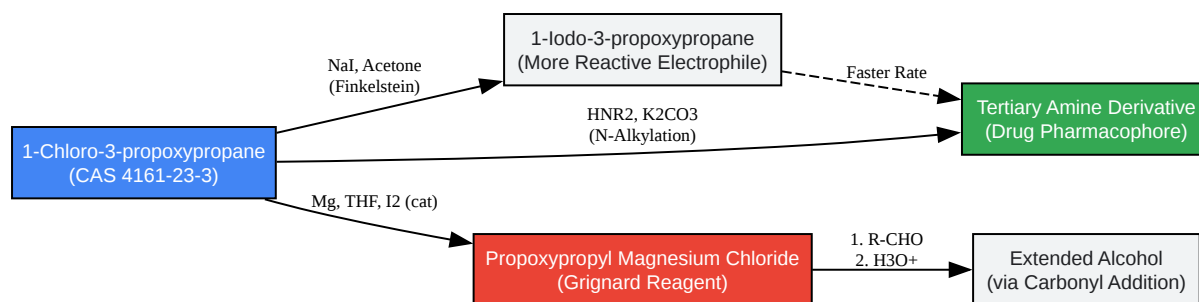 1-Iodo-3-propoxypropane
(More Reactive Electrophile)
NaI, Acetone
(Finkelstein)
Faster Rate
HNR2, K2CO3
(N-Alkylation)
Tertiary Amine Derivative
(Drug Pharmacophore)
1-Chloro-3-propoxypropane
(CAS 4161-23-3)
Mg, THF, I2 (cat)
Propoxypropyl Magnesium Chloride
(Grignard Reagent)
1. R-CHO
2. H3O+
Extended Alcohol
(via Carbonyl Addition)